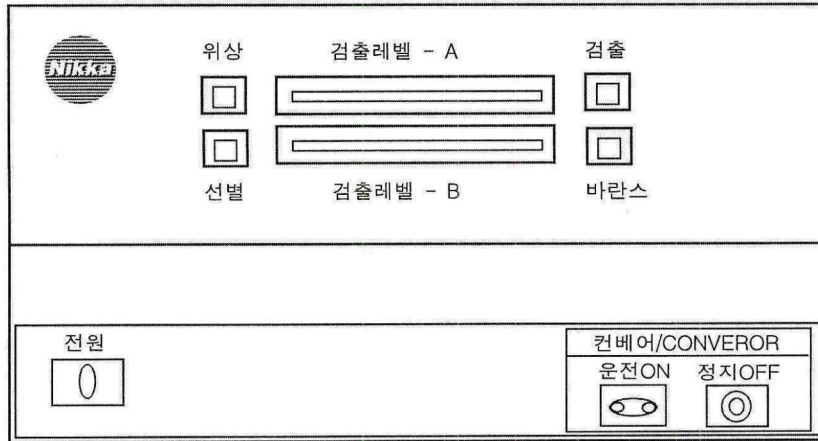 Nikka
위상 검출레벨 - A 검출
선별 검출레벨 - B 바란스
전원
컨베어/CONVEROR
운전ON 정지OFF